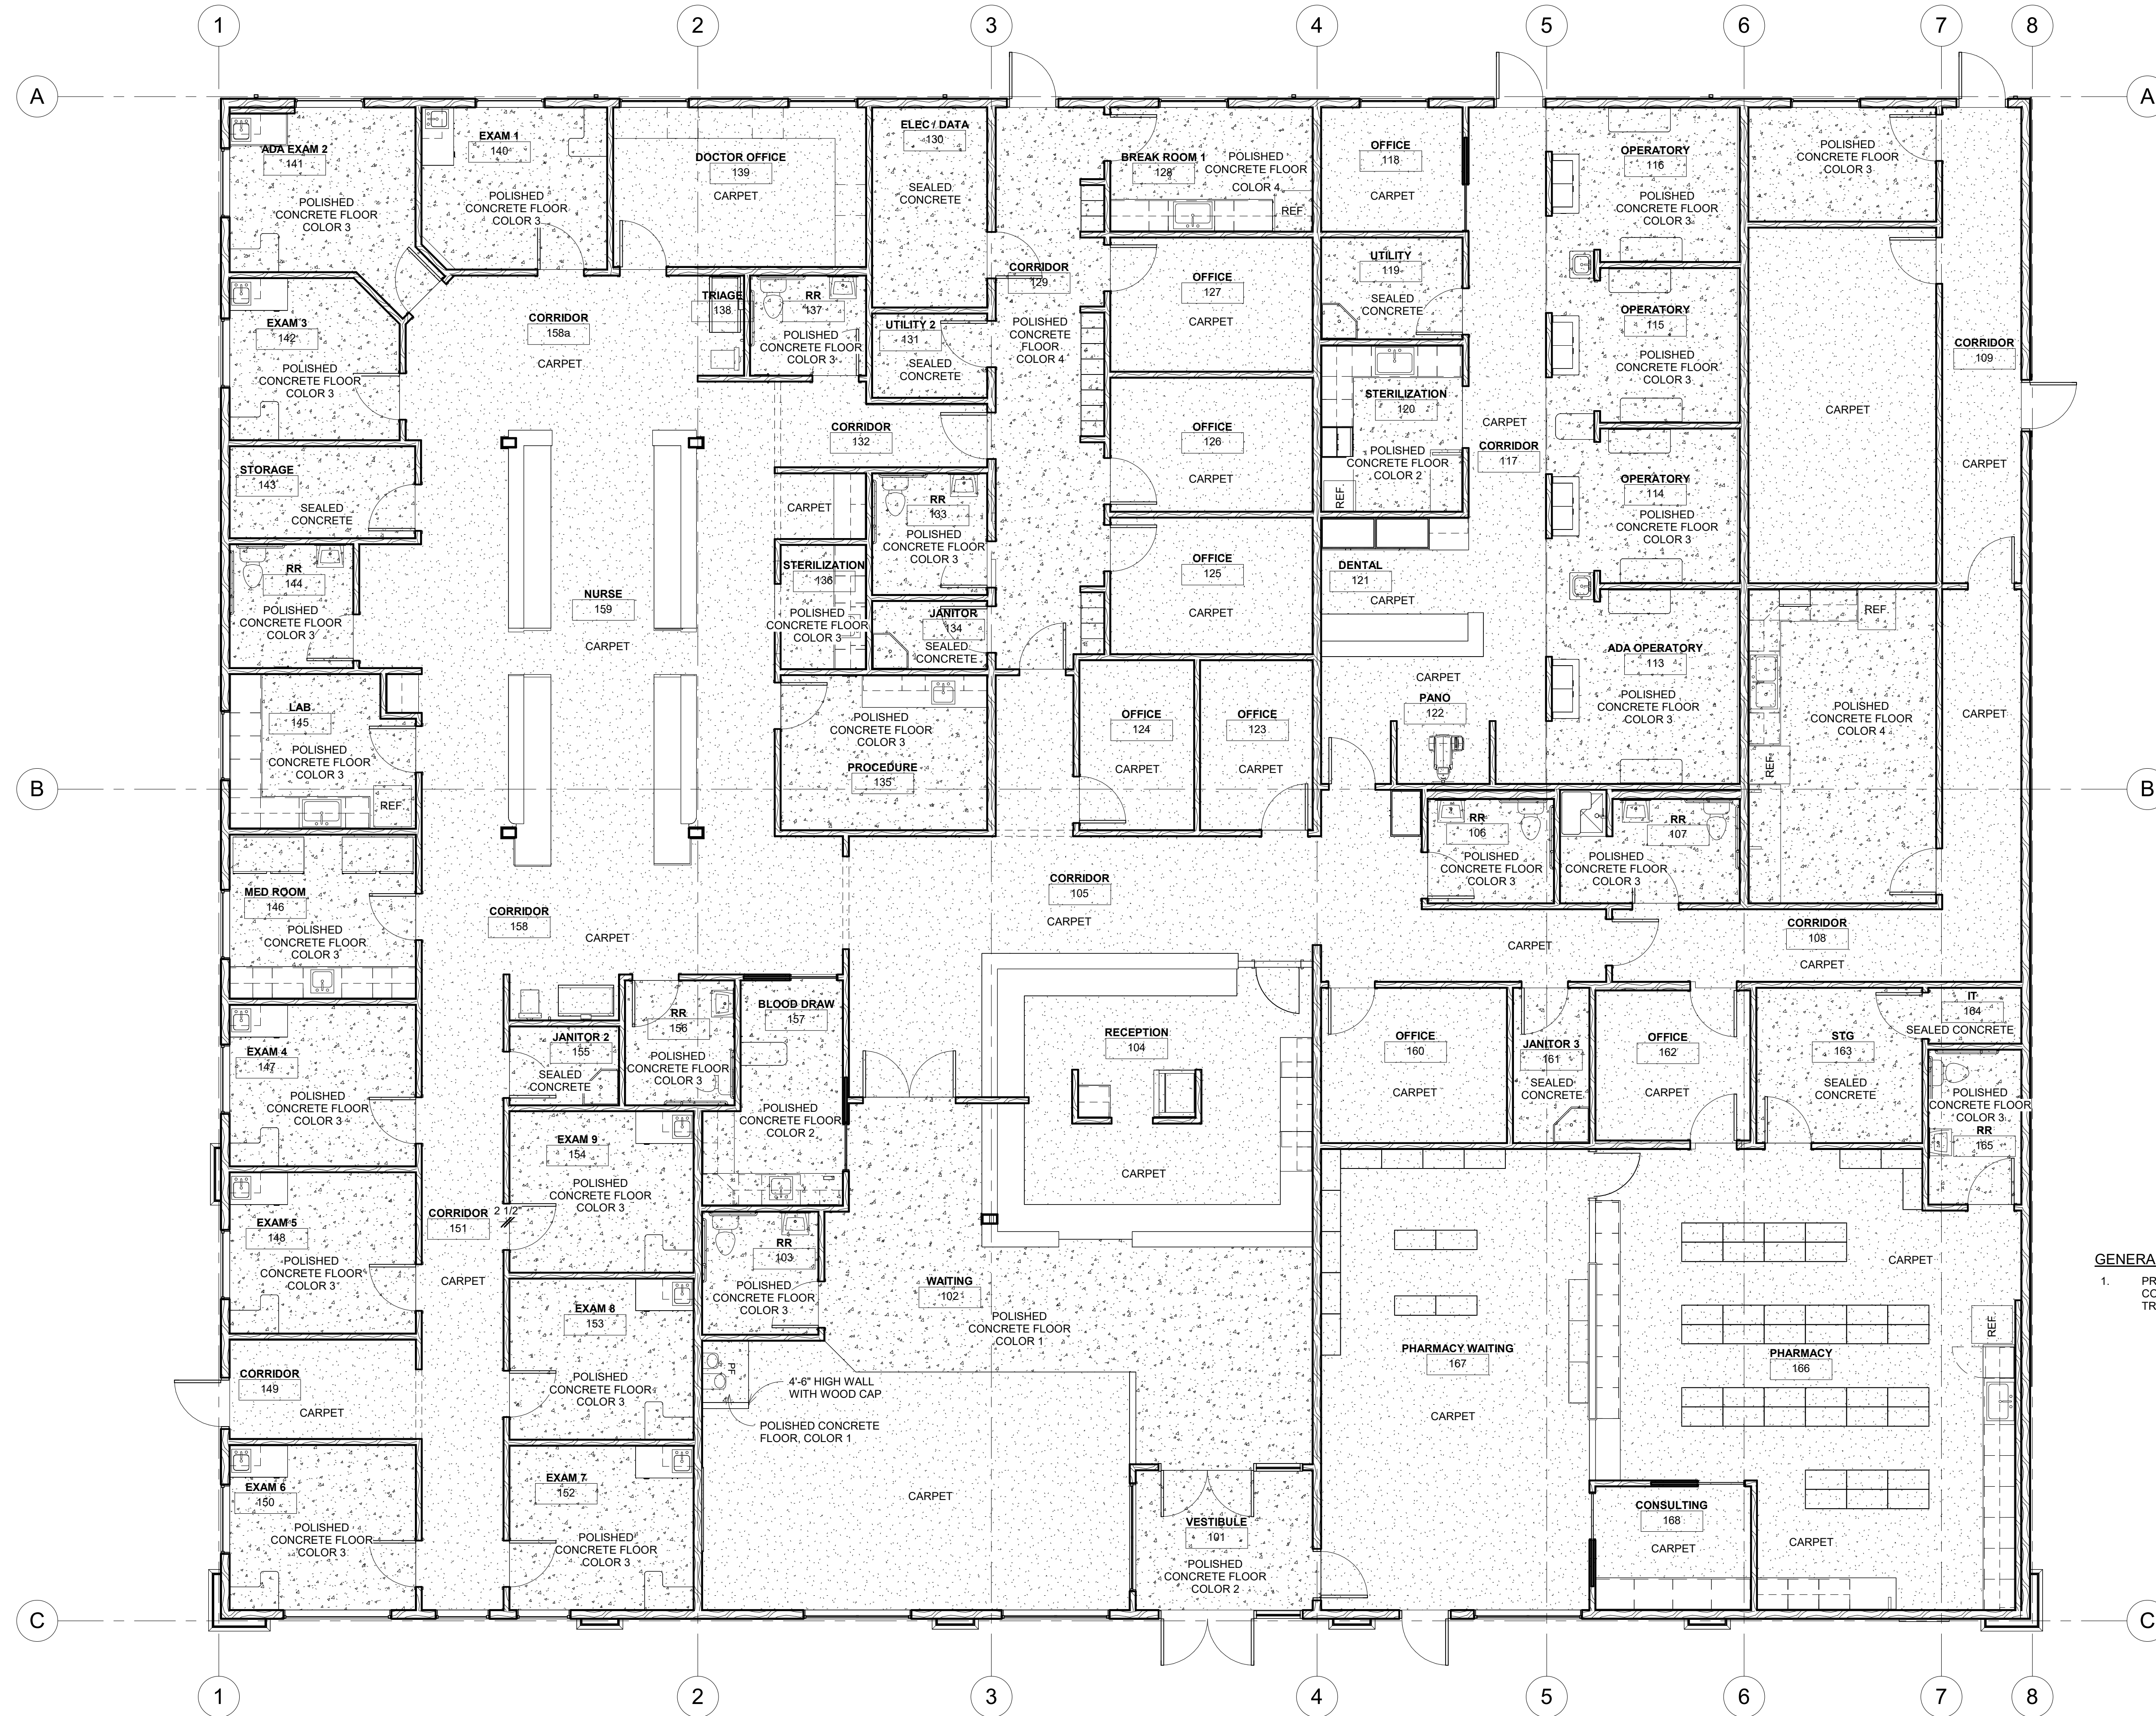 1 2 3 4 5 6 7 8
A
A
ADA EXAM 2
141
POLISHED
CONCRETE FLOOR
COLOR 3
EXAM 1
140
POLISHED
CONCRETE FLOOR
COLOR 3
DOCTOR OFFICE
139
CARPET
ELEC / DATA
130
SEALED
CONCRETE
BREAK ROOM 1
128
POLISHED
CONCRETE FLOOR
COLOR 4
REF.
OFFICE
118
CARPET
OPERATORY
116
POLISHED
CONCRETE FLOOR
COLOR 3
POLISHED
CONCRETE FLOOR
COLOR 3
EXAM 3
142
POLISHED
CONCRETE FLOOR
COLOR 3
CORRIDOR
158a
CARPET
TRIAGE
138
RR
137
POLISHED
CONCRETE FLOOR
COLOR 3
UTILITY 2
131
SEALED
CONCRETE
CORRIDOR
129
POLISHED
CONCRETE
FLOOR
COLOR 4
OFFICE
127
CARPET
UTILITY
119
SEALED
CONCRETE
OPERATORY
115
POLISHED
CONCRETE FLOOR
COLOR 3
CARPET
CORRIDOR
109
CARPET
STORAGE
143
SEALED
CONCRETE
CORRIDOR
132
CARPET
OFFICE
126
CARPET
STERILIZATION
120
POLISHED
CONCRETE FLOOR
COLOR 2
REF.
CARPET
CORRIDOR
117
OPERATORY
114
POLISHED
CONCRETE FLOOR
COLOR 3
RR
144
POLISHED
CONCRETE FLOOR
COLOR 3
NURSE
159
CARPET
STERILIZATION
136
POLISHED
CONCRETE FLOOR
COLOR 3
RR
133
POLISHED
CONCRETE FLOOR
COLOR 3
JANITOR
134
SEALED
CONCRETE
OFFICE
125
CARPET
DENTAL
121
CARPET
CARPET
ADA OPERATORY
113
POLISHED
CONCRETE FLOOR
COLOR 3
REF.
POLISHED
CONCRETE FLOOR
COLOR 4
REF.
CARPET
LAB
145
POLISHED
CONCRETE FLOOR
COLOR 3
REF.
POLISHED
CONCRETE FLOOR
COLOR 3
PROCEDURE
135
OFFICE
124
CARPET
OFFICE
123
CARPET
PANO
122
B
B
MED ROOM
146
POLISHED
CONCRETE FLOOR
COLOR 3
CORRIDOR
158
CARPET
CORRIDOR
105
CARPET
RR
106
POLISHED
CONCRETE FLOOR
COLOR 3
RR
107
POLISHED
CONCRETE FLOOR
COLOR 3
CARPET
CORRIDOR
108
CARPET
EXAM 4
147
POLISHED
CONCRETE FLOOR
COLOR 3
JANITOR 2
155
SEALED
CONCRETE
RR
156
POLISHED
CONCRETE FLOOR
COLOR 3
BLOOD DRAW
157
POLISHED
CONCRETE FLOOR
COLOR 2
RECEPTION
104
CARPET
OFFICE
160
CARPET
JANITOR 3
161
SEALED
CONCRETE
OFFICE
162
CARPET
STG
163
SEALED
CONCRETE
IT
164
SEALED CONCRETE
POLISHED
CONCRETE FLOOR
COLOR 3
RR
165
EXAM 5
148
POLISHED
CONCRETE FLOOR
COLOR 3
CORRIDOR
151
CARPET
2 1/2"
EXAM 9
154
POLISHED
CONCRETE FLOOR
COLOR 3
RR
103
POLISHED
CONCRETE FLOOR
COLOR 3
WAITING
102
POLISHED
CONCRETE FLOOR
COLOR 1
CARPET
GENERA
1. PR
CO
TR
CORRIDOR
149
CARPET
EXAM 8
153
POLISHED
CONCRETE FLOOR
COLOR 3
PF
4'-6" HIGH WALL
WITH WOOD CAP
POLISHED CONCRETE
FLOOR, COLOR 1
PHARMACY WAITING
167
CARPET
PHARMACY
166
REF.
EXAM 6
150
POLISHED
CONCRETE FLOOR
COLOR 3
EXAM 7
152
POLISHED
CONCRETE FLOOR
COLOR 3
CARPET
VESTIBULE
101
POLISHED
CONCRETE FLOOR
COLOR 2
CONSULTING
168
CARPET
CARPET
C
C
1 2 3 4 5 6 7 8